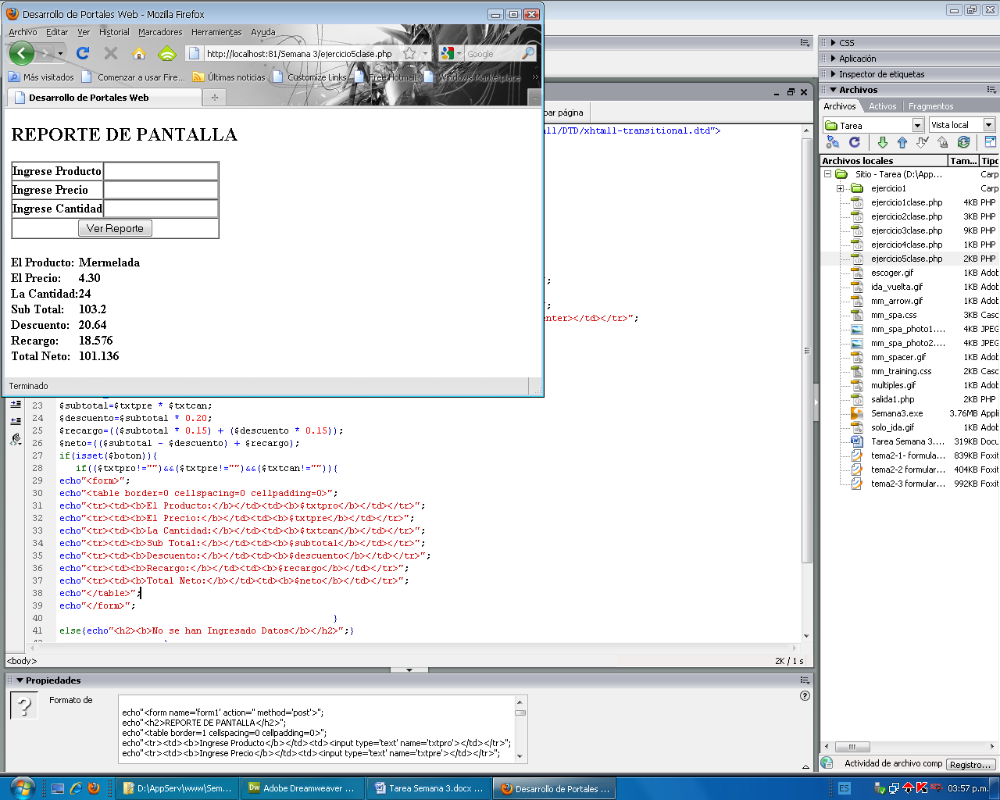 Desarrollo de Portales Web - Mozilla Firefox
Archivo Editar Ver Historial Marcadores Herramientas Ayuda
http://localhost:81/Semana 3/ejercicio5clase.php
Google
Más visitados Comenzar a usar Fire... Últimas noticias Customize Links Free Hotmail Windows Marketplace »
Desarrollo de Portales Web
REPORTE DE PANTALLA
Ingrese Producto
Ingrese Precio
Ingrese Cantidad
Ver Reporte
El Producto: Mermelada
El Precio: 4.30
La Cantidad:24
Sub Total: 103.2
Descuento: 20.64
Recargo: 18.576
Total Neto: 101.136
Terminado
bar página
ll/DTD/xhtmll-transitional.dtd">
";
";
enter></td></tr>";
23 $subtotal=$txtpre * $txtcan;
24 $descuento=$subtotal * 0.20;
25 $recargo=(($subtotal * 0.15) + ($descuento * 0.15));
26 $neto=(($subtotal - $descuento) + $recargo);
27 if(isset($boton)){
28 if(($txtpro!="")&&($txtpre!="")&&($txtcan!="")){
29 echo"<form>";
30 echo"<table border=0 cellspacing=0 cellpadding=0>";
31 echo"<tr><td><b>El Producto:</b></td><td><b>$txtpro</b></td></tr>";
32 echo"<tr><td><b>El Precio:</b></td><td><b>$txtpre</b></td></tr>";
33 echo"<tr><td><b>La Cantidad:</b></td><td><b>$txtcan</b></td></tr>";
34 echo"<tr><td><b>Sub Total:</b></td><td><b>$subtotal</b></td></tr>";
35 echo"<tr><td><b>Descuento:</b></td><td><b>$descuento</b></td></tr>";
36 echo"<tr><td><b>Recargo:</b></td><td><b>$recargo</b></td></tr>";
37 echo"<tr><td><b>Total Neto:</b></td><td><b>$neto</b></td></tr>";
38 echo"</table>";
39 echo"</form>";
40 }
41 else{echo"<h2><b>No se han Ingresado Datos</b></h2>";}
<body>
2K / 1 s
Propiedades
Formato de
echo"<form name='form1' action='' method='post'>";
echo"<h2>REPORTE DE PANTALLA</h2>";
echo"<table border=1 cellspacing=0 cellpadding=0>";
echo"<tr><td><b>Ingrese Producto</b></td><td><input type='text' name='txtpro'></td></tr>";
echo"<tr><td><b>Ingrese Precio</b></td><td><input type='text' name='txtpre'></td></tr>";
CSS
Aplicación
Inspector de etiquetas
Archivos
Archivos Activos Fragmentos
Tarea Vista local
Archivos locales Tam... Tipo
Sitio - Tarea (D:\App... Carp
ejercicio1 Carp
ejercicio1clase.php 4KB PHP
ejercicio2clase.php 3KB PHP
ejercicio3clase.php 9KB PHP
ejercicio4clase.php 1KB PHP
ejercicio5clase.php 2KB PHP
escoger.gif 1KB Adob
ida_vuelta.gif 1KB Adob
mm_arrow.gif 1KB Adob
mm_spa.css 3KB Casc
mm_spa_photo1.... 4KB JPEG
mm_spa_photo2.... 4KB JPEG
mm_spacer.gif 1KB Adob
mm_training.css 2KB Casc
multiples.gif 1KB Adob
salida1.php 2KB PHP
Semana3.exe 3.76MB Appli
solo_ida.gif 1KB Adob
Tarea Semana 3.... 319KB Docu
tema2-1- formular... 839KB Foxit
tema2-2 formular... 404KB Foxit
tema2-3 formular... 992KB Foxit
Actividad de archivo comp Registro...
D:\AppServ\www\Sem... Adobe Dreamweaver ... Tarea Semana 3.docx ... Desarrollo de Portales ... ES 03:57 p.m.